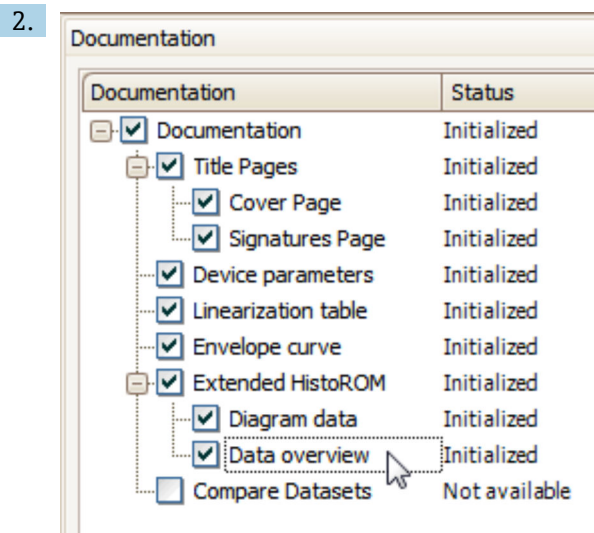 2.
Documentation
Documentation Status
Documentation Initialized
Title Pages Initialized
Cover Page Initialized
Signatures Page Initialized
Device parameters Initialized
Linearization table Initialized
Envelope curve Initialized
Extended HistoROM Initialized
Diagram data Initialized
Data overview Initialized
Compare Datasets Not available